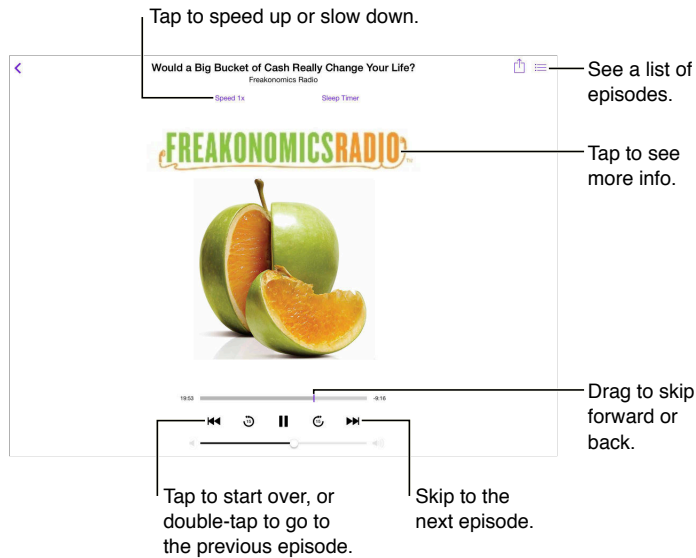 Tap to speed up or slow down.
Would a Big Bucket of Cash Really Change Your Life?
Freakonomics Radio
Speed 1x
Sleep Timer
See a list of
episodes.
FREAKONOMICSRADIO
Tap to see
more info.
19:53
-9:16
Drag to skip
forward or
back.
15
15
Tap to start over, or
double-tap to go to
the previous episode.
Skip to the
next episode.